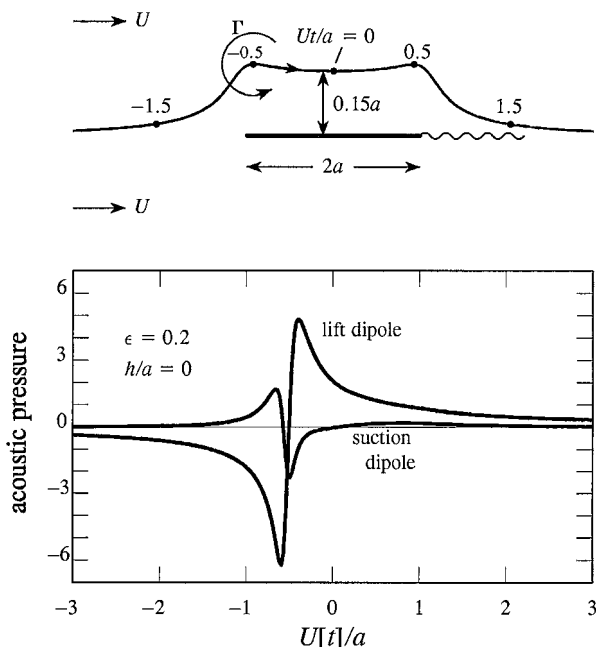 U
Γ
Ut/a = 0
−0.5
0.5
−1.5
0.15a
1.5
2a
U
6
ϵ = 0.2
lift dipole
3
h/a = 0
0
suction
dipole
−3
−6
acoustic pressure
−3 −2 −1 0 1 2 3
U[t]/a